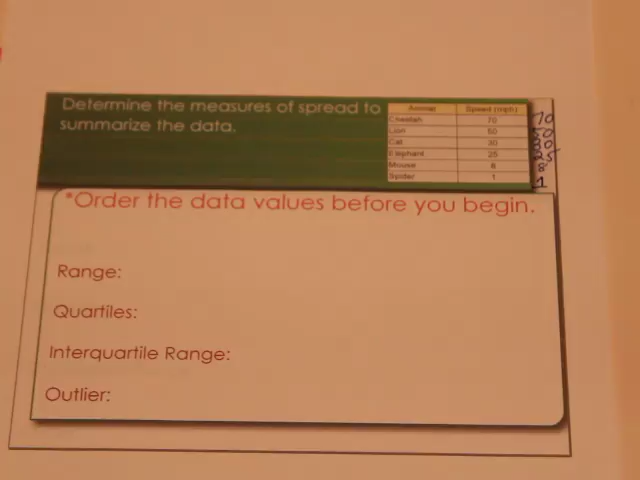 Determine the measures of spread to
summarize the data.
Animal Speed (mph)
Cheetah 70
Lion 50
Cat 30
Elephant 25
Mouse 8
Spider 1
70
50
30
25
8
1
*Order the data values before you begin.
Range:
Quartiles:
Interquartile Range:
Outlier: